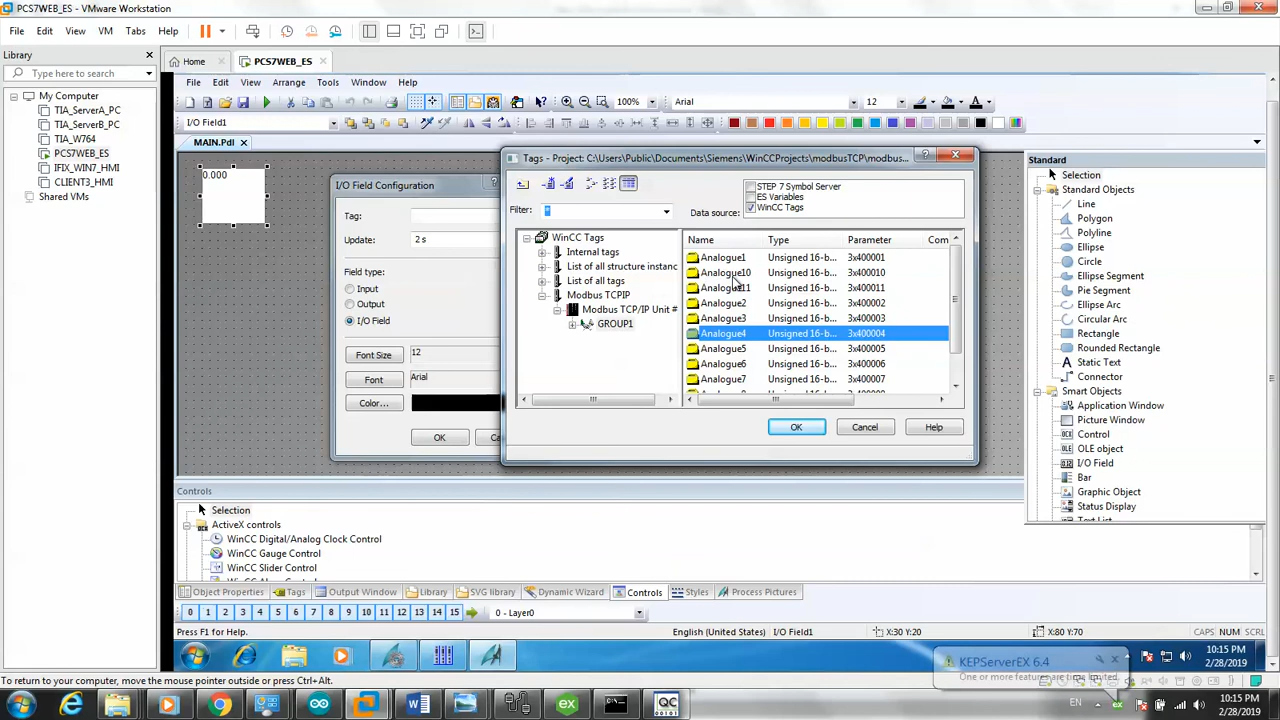 PCS7WEB_ES - VMware Workstation
File Edit View VM Tabs Help
Library
Type here to search
My Computer
TIA_ServerA_PC
TIA_ServerB_PC
TIA_W764
PCS7WEB_ES
IFIX_WIN7_HMI
CLIENT3_HMI
Shared VMs
Home PCS7WEB_ES
File Edit View Arrange Tools Window Help
100% Arial 12
I/O Field1
MAIN.Pdl
0.000
I/O Field Configuration
Tag:
Update: 2 s
Field type:
Input
Output
I/O Field
Font Size 12
Font Arial
Color...
OK
Tags - Project: C:\Users\Public\Documents\Siemens\WinCCProjects\modbusTCP\modbus...
Filter: *
Data source:
STEP 7 Symbol Server
ES Variables
WinCC Tags
WinCC Tags
Internal tags
List of all structure instanc
List of all tags
Modbus TCPIP
Modbus TCP/IP Unit #
GROUP1
Name Type Parameter Com
Analogue1 Unsigned 16-b... 3x400001
Analogue10 Unsigned 16-b... 3x400010
Analogue11 Unsigned 16-b... 3x400011
Analogue2 Unsigned 16-b... 3x400002
Analogue3 Unsigned 16-b... 3x400003
Analogue4 Unsigned 16-b... 3x400004
Analogue5 Unsigned 16-b... 3x400005
Analogue6 Unsigned 16-b... 3x400006
Analogue7 Unsigned 16-b... 3x400007
OK Cancel Help
Standard
Selection
Standard Objects
Line
Polygon
Polyline
Ellipse
Circle
Ellipse Segment
Pie Segment
Ellipse Arc
Circular Arc
Rectangle
Rounded Rectangle
Static Text
Connector
Smart Objects
Application Window
Picture Window
Control
OLE object
I/O Field
Bar
Graphic Object
Status Display
Text List
Controls
Selection
ActiveX controls
WinCC Digital/Analog Clock Control
WinCC Gauge Control
WinCC Slider Control
Object Properties Tags Output Window Library SVG library Dynamic Wizard Controls Styles Process Pictures
0 1 2 3 4 5 6 7 8 9 10 11 12 13 14 15 0 - Layer0
Press F1 for Help. English (United States) I/O Field1 X:30 Y:20 X:80 Y:70 CAPS NUM SCRL
KEPServerEX 6.4
One or more features are time limited
10:15 PM
2/28/2019
To return to your computer, move the mouse pointer outside or press Ctrl+Alt.
EN
10:15 PM
2/28/2019